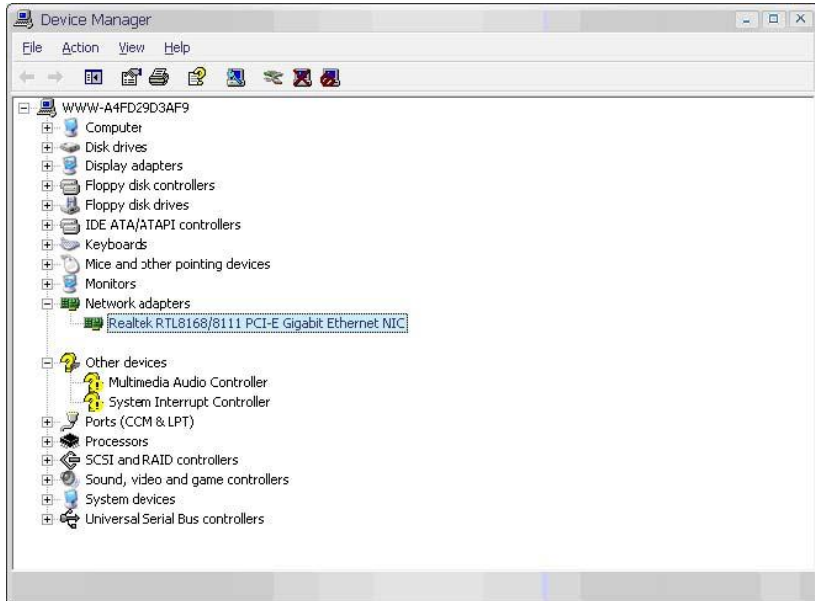 Device Manager
File Action View Help
WWW-A4FD29D3AF9
Computer
Disk drives
Display adapters
Floppy disk controllers
Floppy disk drives
IDE ATA/ATAPI controllers
Keyboards
Mice and other pointing devices
Monitors
Network adapters
Realtek RTL8168/8111 PCI-E Gigabit Ethernet NIC
Other devices
Multimedia Audio Controller
System Interrupt Controller
Ports (COM & LPT)
Processors
SCSI and RAID controllers
Sound, video and game controllers
System devices
Universal Serial Bus controllers